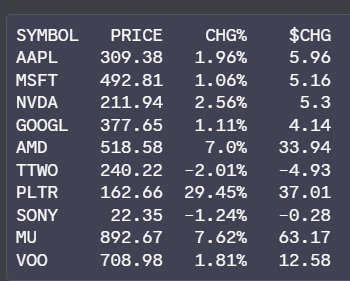 SYMBOL PRICE CHG% $CHG
AAPL 309.38 1.96% 5.96
MSFT 492.81 1.06% 5.16
NVDA 211.94 2.56% 5.3
GOOGL 377.65 1.11% 4.14
AMD 518.58 7.0% 33.94
TTWO 240.22 -2.01% -4.93
PLTR 162.66 29.45% 37.01
SONY 22.35 -1.24% -0.28
MU 892.67 7.62% 63.17
VOO 708.98 1.81% 12.58